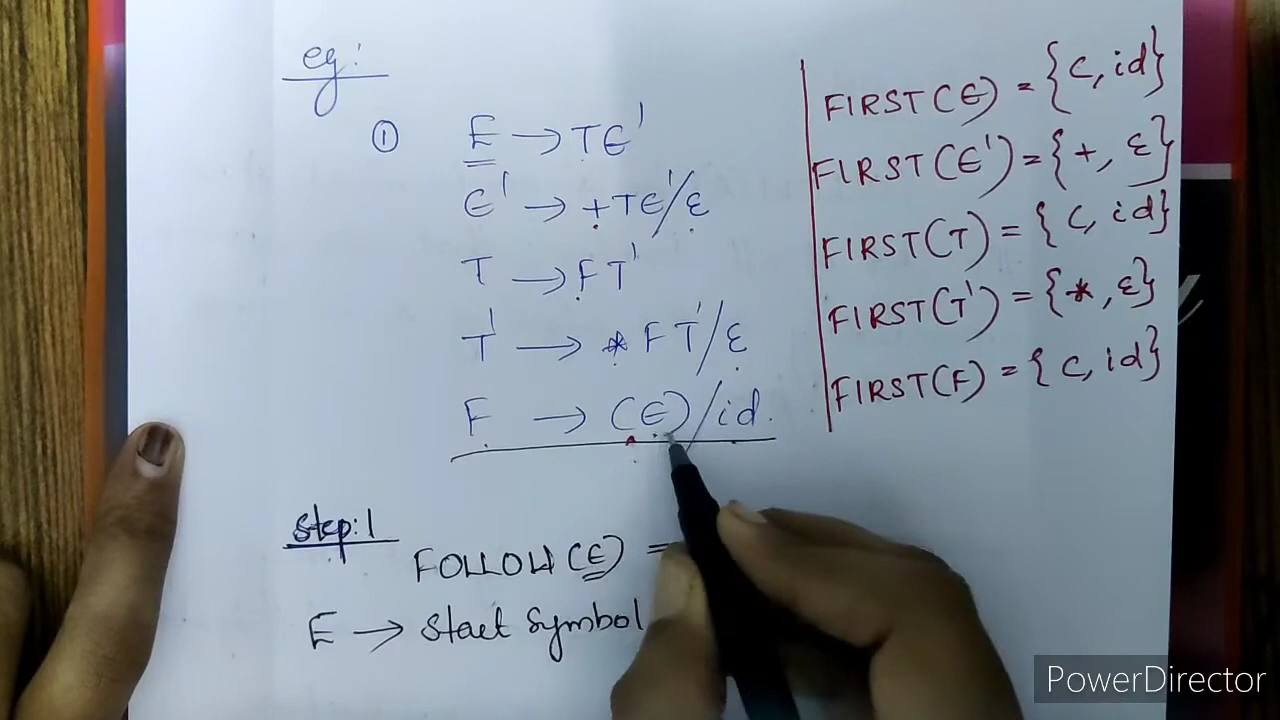 eg:
① E → TE'
E' → +TE'/ε
T → FT'
T' → *FT'/ε
F → (E)/id.
FIRST(E) = {(, id}
FIRST(E') = {+, ε}
FIRST(T) = {(, id}
FIRST(T') = {*, ε}
FIRST(F) = {(, id}
Step:1
FOLLOW(E) =
E → Start Symbol
PowerDirector